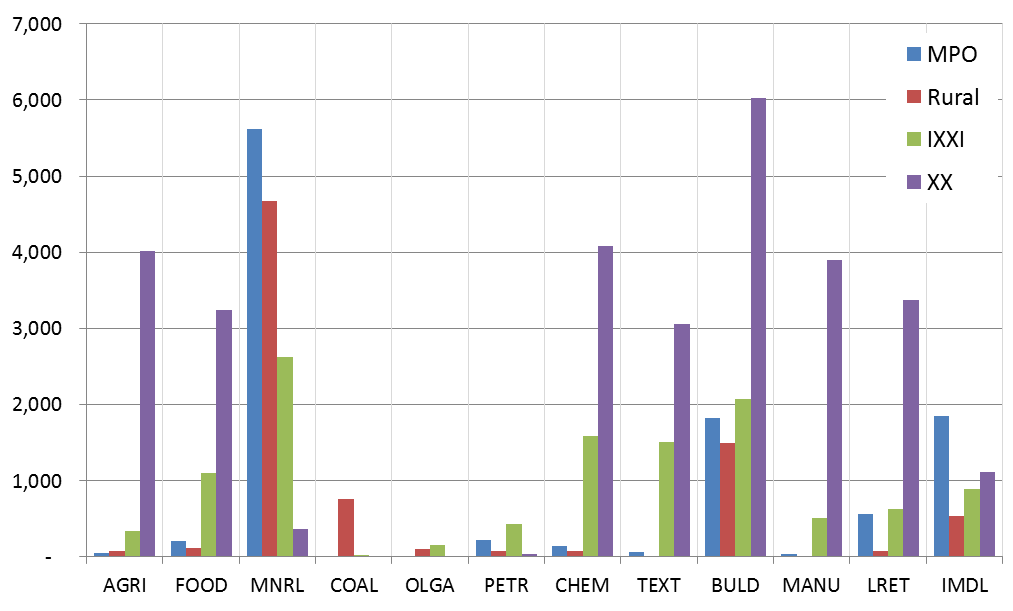 7,000
6,000
5,000
4,000
3,000
2,000
1,000
-
MPO
Rural
IXXI
XX
AGRI FOOD MNRL COAL OLGA PETR CHEM TEXT BULD MANU LRET IMDL